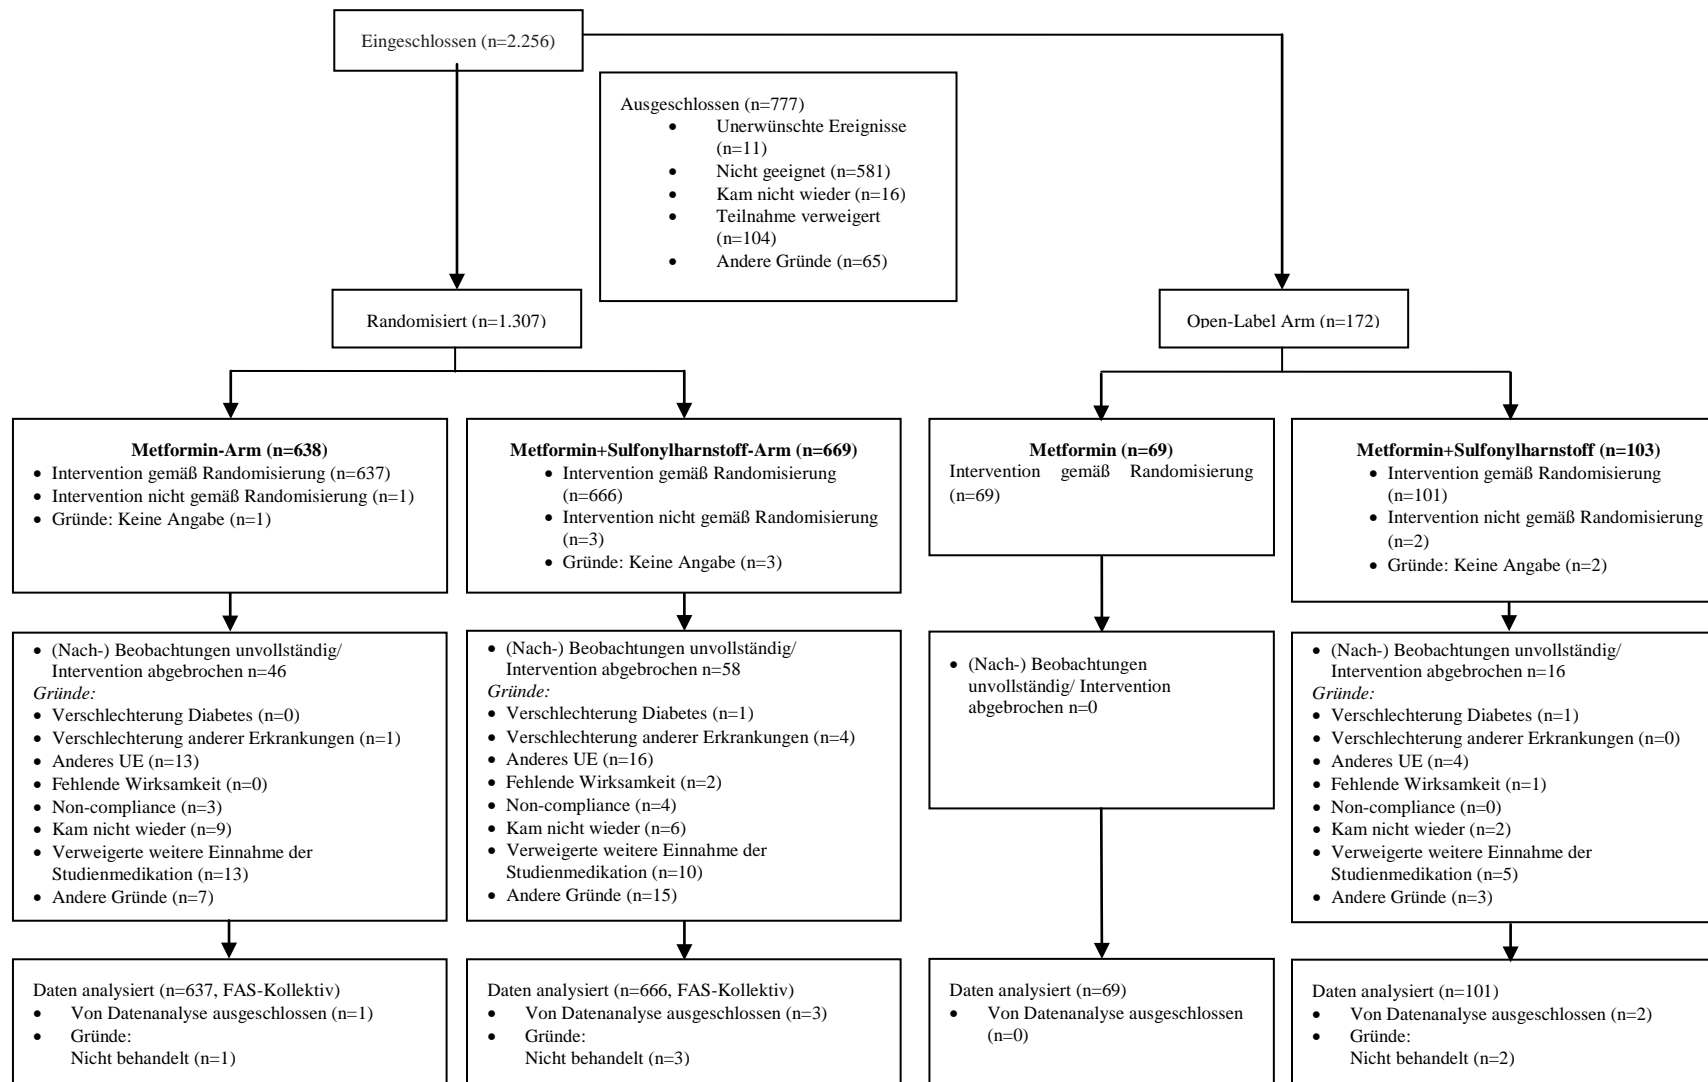 Eingeschlossen (n=2.256)
Ausgeschlossen (n=777)
• Unerwünschte Ereignisse
(n=11)
• Nicht geeignet (n=581)
• Kam nicht wieder (n=16)
• Teilnahme verweigert
(n=104)
• Andere Gründe (n=65)
Randomisiert (n=1.307)
Open-Label Arm (n=172)
Metformin-Arm (n=638)
• Intervention gemäß Randomisierung (n=637)
• Intervention nicht gemäß Randomisierung (n=1)
• Gründe: Keine Angabe (n=1)
Metformin+Sulfonylharnstoff-Arm (n=669)
• Intervention gemäß Randomisierung
(n=666)
• Intervention nicht gemäß Randomisierung
(n=3)
• Gründe: Keine Angabe (n=3)
Metformin (n=69)
Intervention gemäß Randomisierung
(n=69)
Metformin+Sulfonylharnstoff (n=103)
• Intervention gemäß Randomisierung
(n=101)
• Intervention nicht gemäß Randomisierung
(n=2)
• Gründe: Keine Angabe (n=2)
• (Nach-) Beobachtungen unvollständig/
Intervention abgebrochen n=46
Gründe:
• Verschlechterung Diabetes (n=0)
• Verschlechterung anderer Erkrankungen (n=1)
• Anderes UE (n=13)
• Fehlende Wirksamkeit (n=0)
• Non-compliance (n=3)
• Kam nicht wieder (n=9)
• Verweigerte weitere Einnahme der
Studienmedikation (n=13)
• Andere Gründe (n=7)
• (Nach-) Beobachtungen unvollständig/
Intervention abgebrochen n=58
Gründe:
• Verschlechterung Diabetes (n=1)
• Verschlechterung anderer Erkrankungen (n=4)
• Anderes UE (n=16)
• Fehlende Wirksamkeit (n=2)
• Non-compliance (n=4)
• Kam nicht wieder (n=6)
• Verweigerte weitere Einnahme der
Studienmedikation (n=10)
• Andere Gründe (n=15)
• (Nach-) Beobachtungen
unvollständig/ Intervention
abgebrochen n=0
• (Nach-) Beobachtungen unvollständig/
Intervention abgebrochen n=16
Gründe:
• Verschlechterung Diabetes (n=1)
• Verschlechterung anderer Erkrankungen (n=0)
• Anderes UE (n=4)
• Fehlende Wirksamkeit (n=1)
• Non-compliance (n=0)
• Kam nicht wieder (n=2)
• Verweigerte weitere Einnahme der
Studienmedikation (n=5)
• Andere Gründe (n=3)
Daten analysiert (n=637, FAS-Kollektiv)
• Von Datenanalyse ausgeschlossen (n=1)
• Gründe:
Nicht behandelt (n=1)
Daten analysiert (n=666, FAS-Kollektiv)
• Von Datenanalyse ausgeschlossen (n=3)
• Gründe:
Nicht behandelt (n=3)
Daten analysiert (n=69)
• Von Datenanalyse ausgeschlossen
(n=0)
Daten analysiert (n=101)
• Von Datenanalyse ausgeschlossen (n=2)
• Gründe:
Nicht behandelt (n=2)